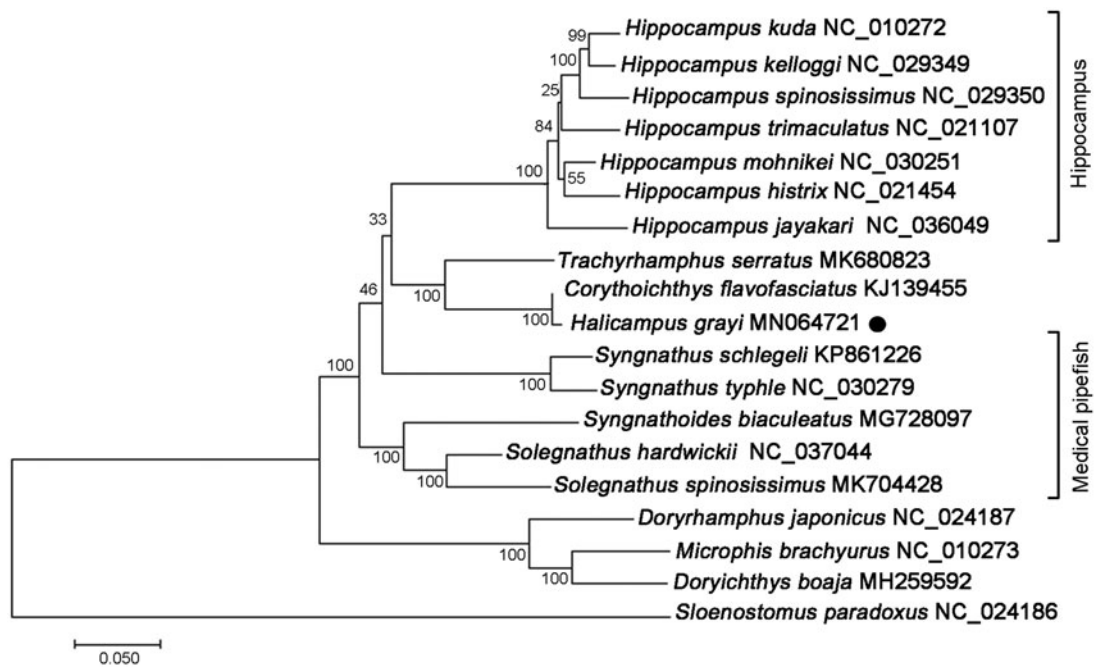 Hippocampus kuda NC_010272
99
100
Hippocampus kelloggi NC_029349
25
Hippocampus spinosissimus NC_029350
84
Hippocampus trimaculatus NC_021107
Hippocampus mohnikei NC_030251
100
55
Hippocampus histrix NC_021454
Hippocampus jayakari NC_036049
Hippocampus
33
Trachyrhamphus serratus MK680823
46
100
Corythoichthys flavofasciatus KJ139455
100
Halicampus grayi MN064721
Syngnathus schlegeli KP861226
100
100
Syngnathus typhle NC_030279
Syngnathoides biaculeatus MG728097
100
Solegnathus hardwickii NC_037044
100
Solegnathus spinosissimus MK704428
Medical pipefish
Doryrhamphus japonicus NC_024187
100
Microphis brachyurus NC_010273
100
Doryichthys boaja MH259592
Sloenostomus paradoxus NC_024186
0.050